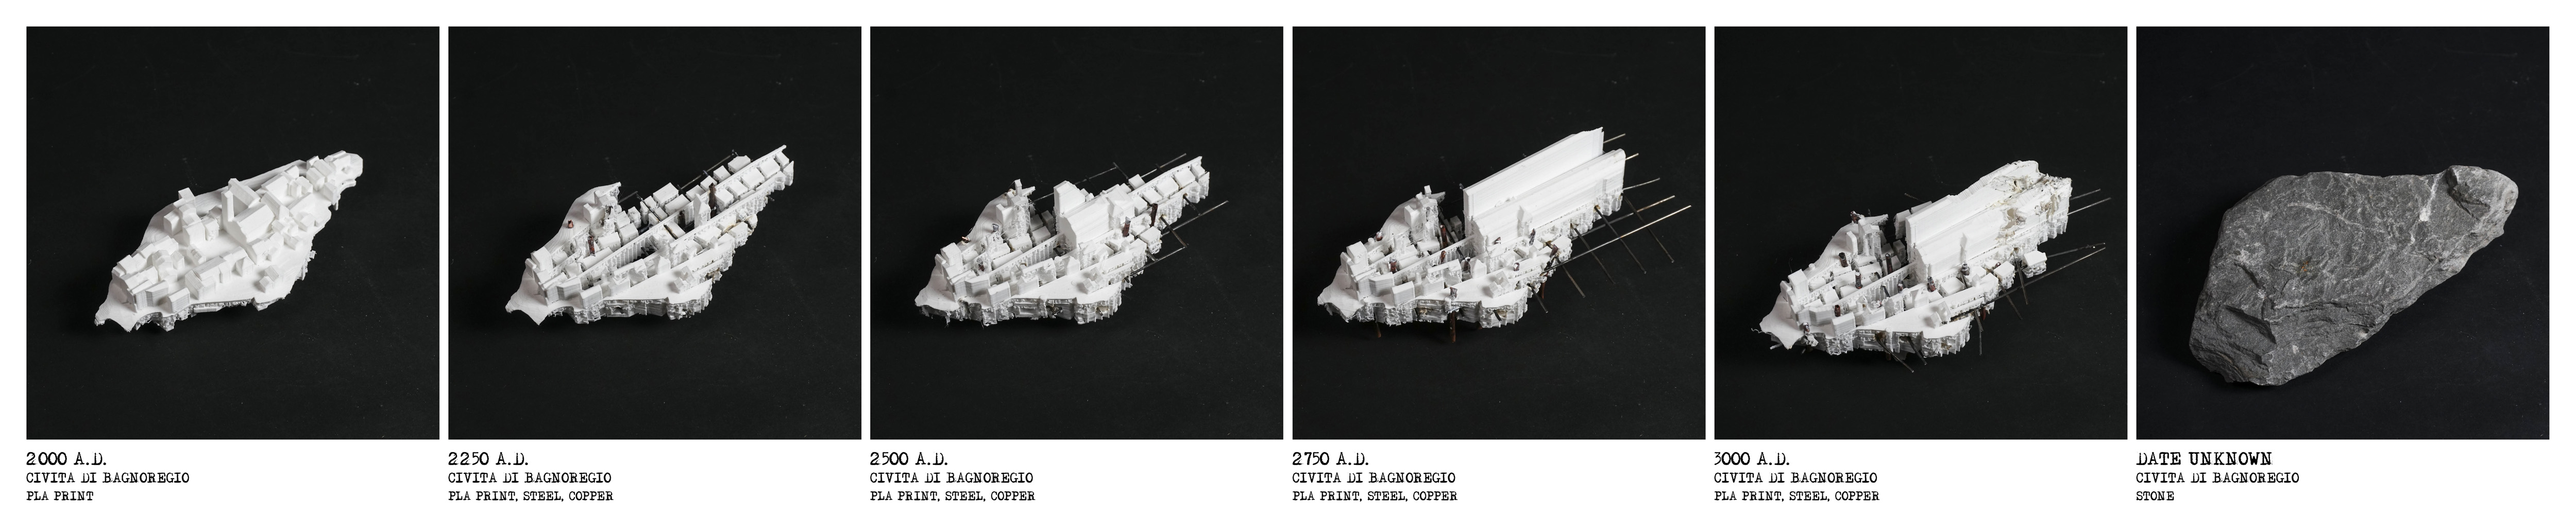 2000 A.D.
CIVITA DI BAGNOREGIO
PLA PRINT
2250 A.D.
CIVITA DI BAGNOREGIO
PLA PRINT, STEEL, COPPER
2500 A.D.
CIVITA DI BAGNOREGIO
PLA PRINT, STEEL, COPPER
2750 A.D.
CIVITA DI BAGNOREGIO
PLA PRINT, STEEL, COPPER
3000 A.D.
CIVITA DI BAGNOREGIO
PLA PRINT, STEEL, COPPER
DATE UNKNOWN
CIVITA DI BAGNOREGIO
STONE